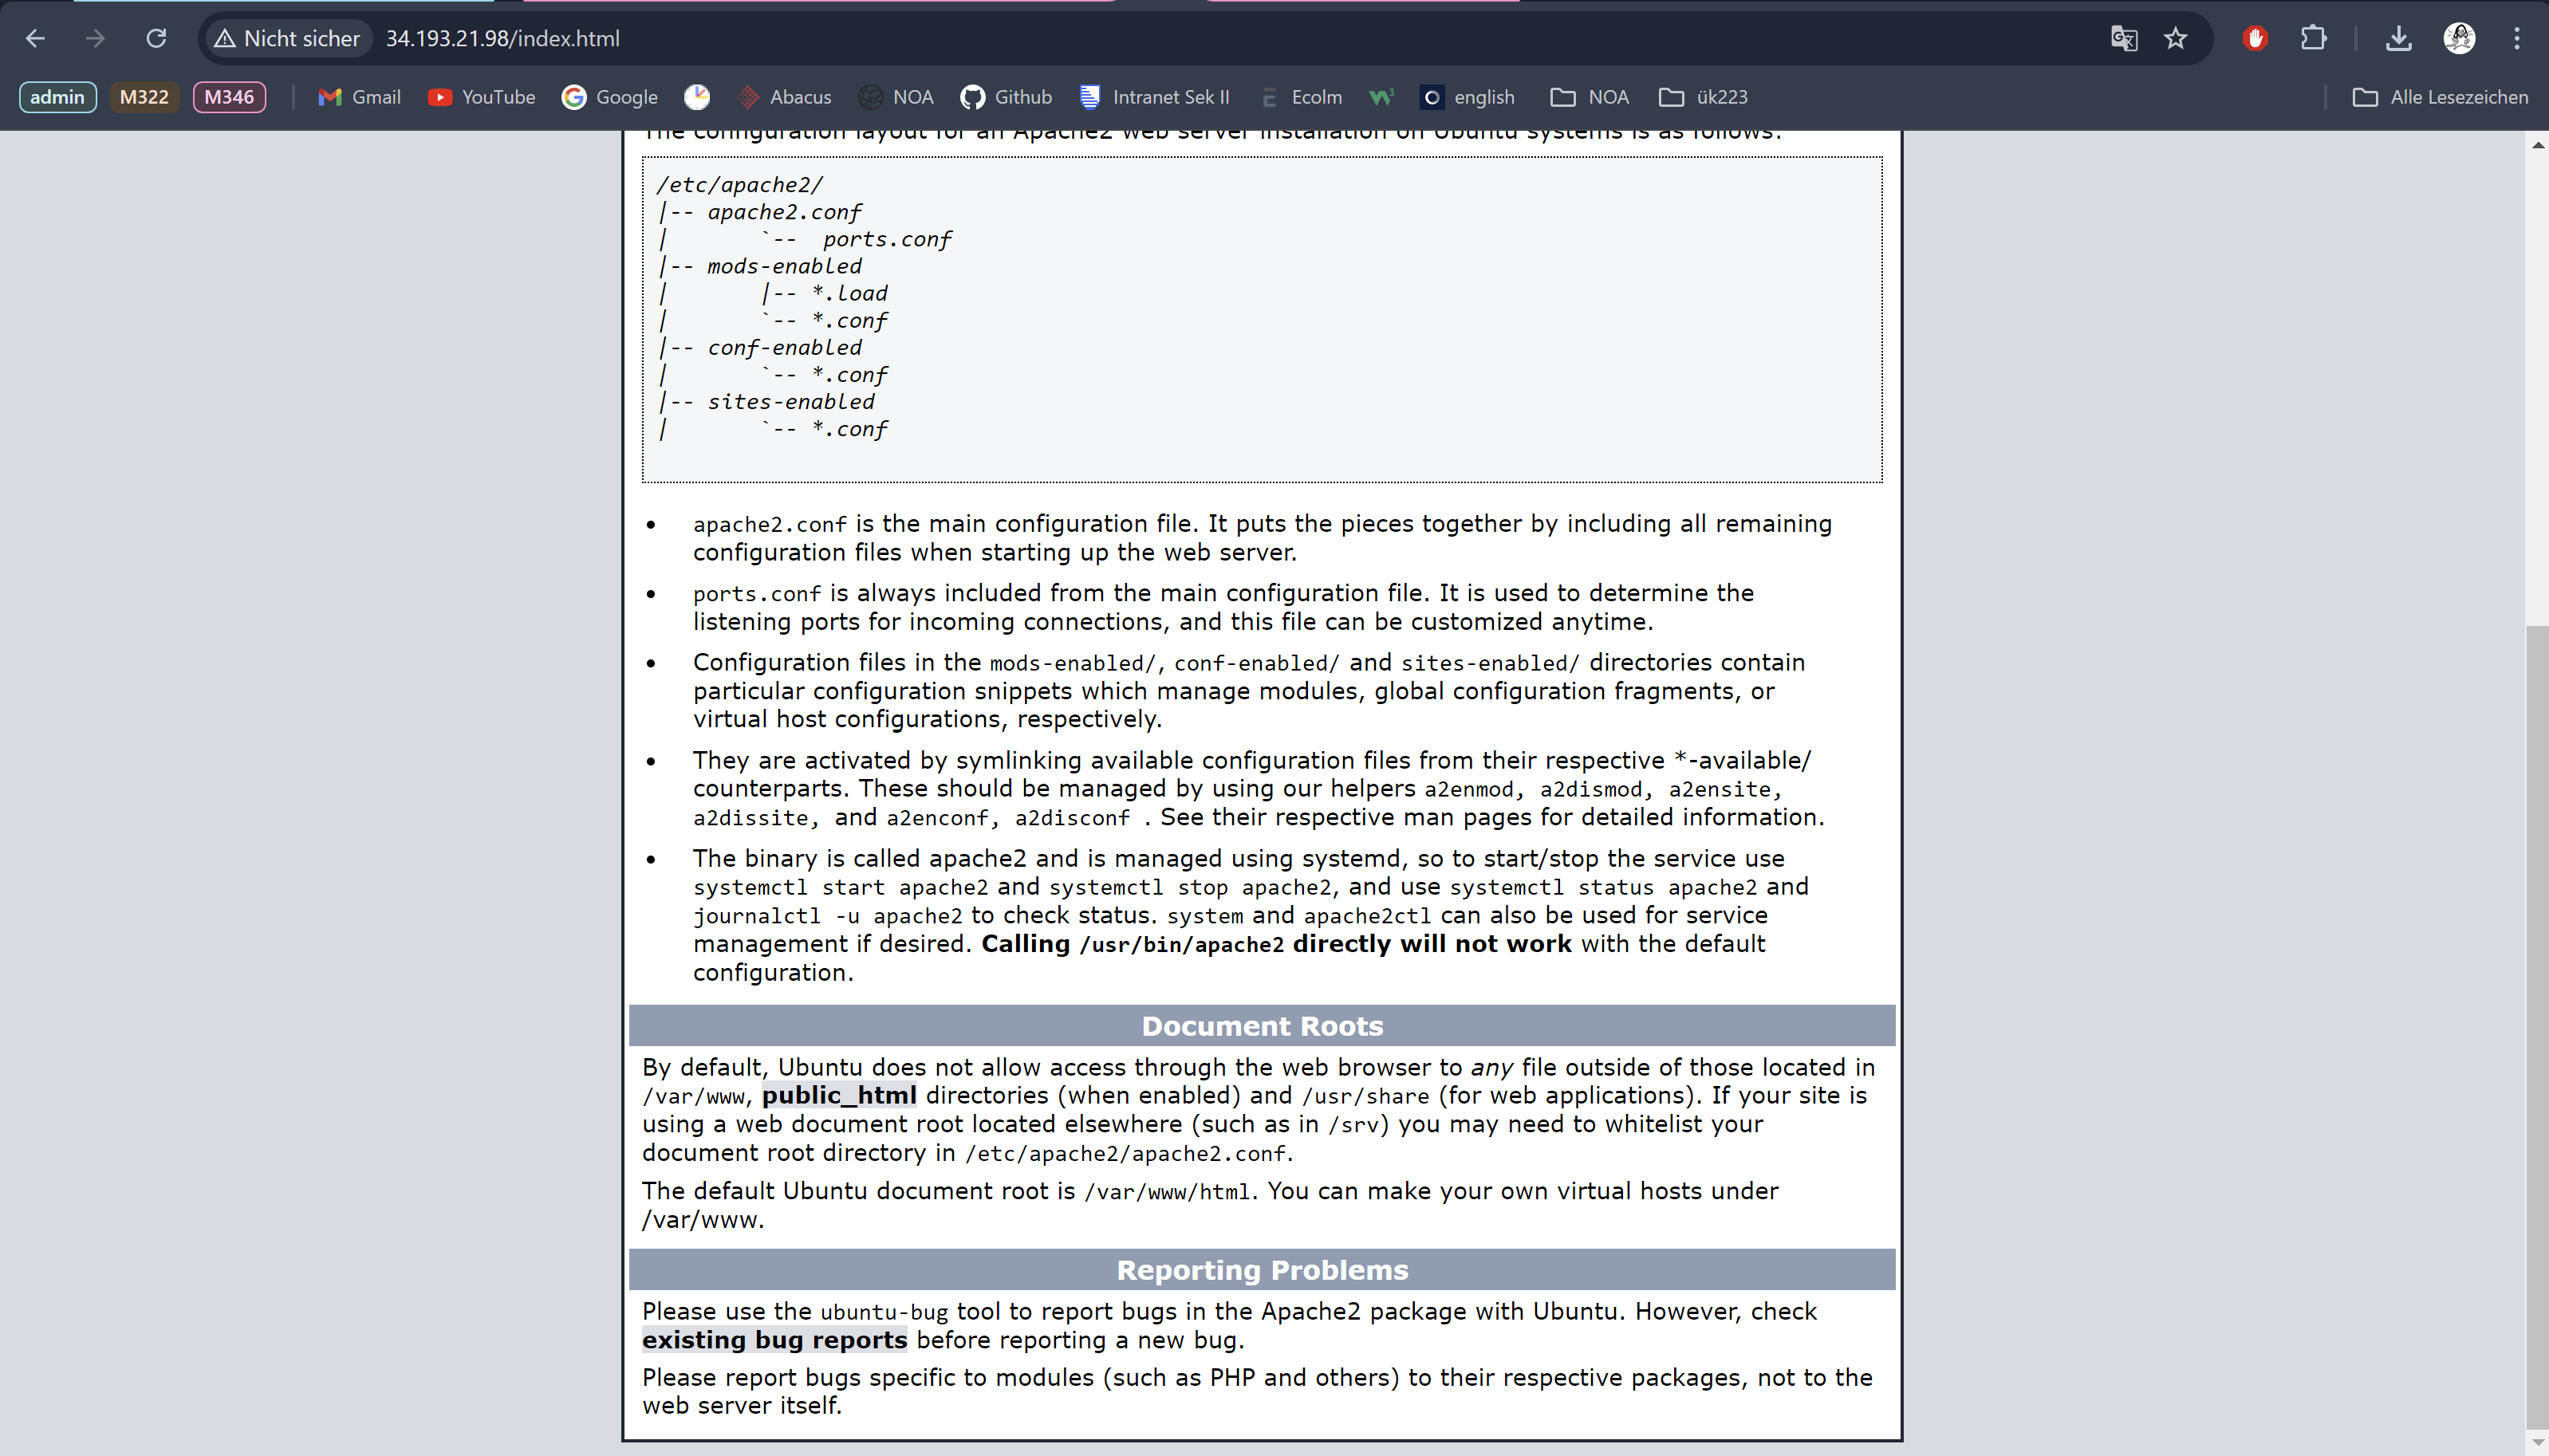 Nicht sicher 34.193.21.98/index.html
admin M322 M346 Gmail YouTube Google Abacus NOA Github Intranet Sek II Ecolm english NOA ük223 Alle Lesezeichen
The configuration layout for an Apache2 web server installation on Ubuntu systems is as follows:
/etc/apache2/
|-- apache2.conf
|       `--  ports.conf
|-- mods-enabled
|       |-- *.load
|       `-- *.conf
|-- conf-enabled
|       `-- *.conf
|-- sites-enabled
|       `-- *.conf
• apache2.conf is the main configuration file. It puts the pieces together by including all remaining
configuration files when starting up the web server.
• ports.conf is always included from the main configuration file. It is used to determine the
listening ports for incoming connections, and this file can be customized anytime.
• Configuration files in the mods-enabled/, conf-enabled/ and sites-enabled/ directories contain
particular configuration snippets which manage modules, global configuration fragments, or
virtual host configurations, respectively.
• They are activated by symlinking available configuration files from their respective *-available/
counterparts. These should be managed by using our helpers a2enmod, a2dismod, a2ensite,
a2dissite, and a2enconf, a2disconf . See their respective man pages for detailed information.
• The binary is called apache2 and is managed using systemd, so to start/stop the service use
systemctl start apache2 and systemctl stop apache2, and use systemctl status apache2 and
journalctl -u apache2 to check status. system and apache2ctl can also be used for service
management if desired. Calling /usr/bin/apache2 directly will not work with the default
configuration.
Document Roots
By default, Ubuntu does not allow access through the web browser to any file outside of those located in
/var/www, public_html directories (when enabled) and /usr/share (for web applications). If your site is
using a web document root located elsewhere (such as in /srv) you may need to whitelist your
document root directory in /etc/apache2/apache2.conf.
The default Ubuntu document root is /var/www/html. You can make your own virtual hosts under
/var/www.
Reporting Problems
Please use the ubuntu-bug tool to report bugs in the Apache2 package with Ubuntu. However, check
existing bug reports before reporting a new bug.
Please report bugs specific to modules (such as PHP and others) to their respective packages, not to the
web server itself.